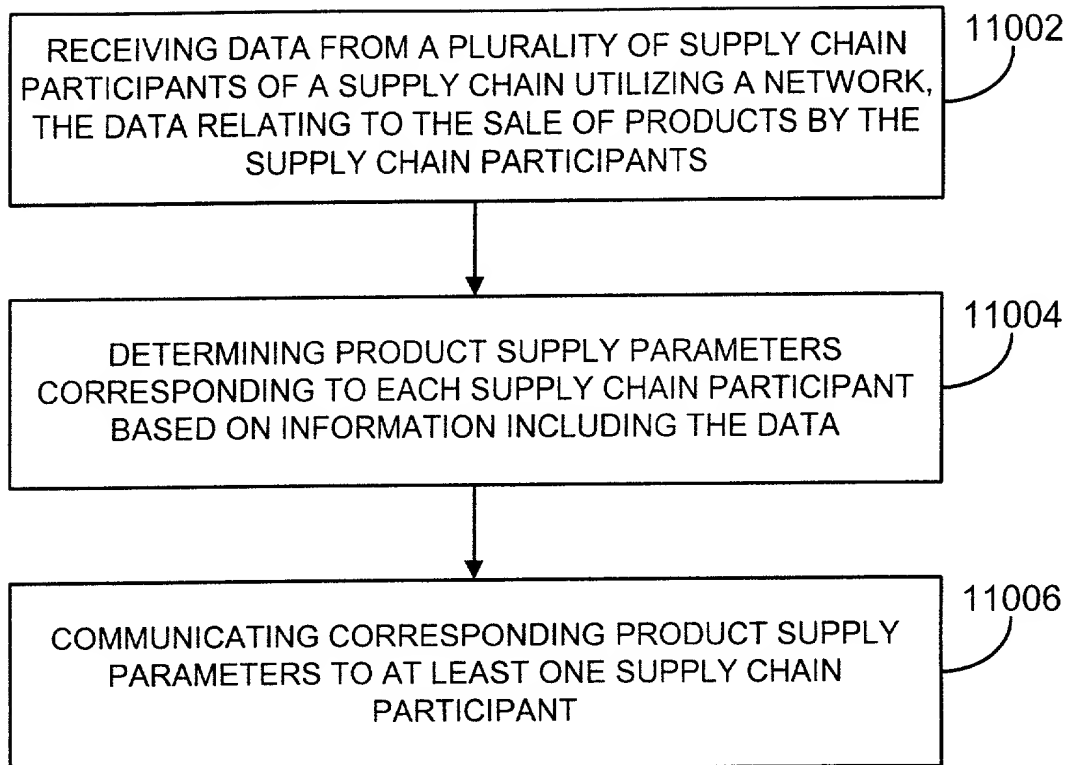 RECEIVING DATA FROM A PLURALITY OF SUPPLY CHAIN
PARTICIPANTS OF A SUPPLY CHAIN UTILIZING A NETWORK,
THE DATA RELATING TO THE SALE OF PRODUCTS BY THE
SUPPLY CHAIN PARTICIPANTS
11002
DETERMINING PRODUCT SUPPLY PARAMETERS
CORRESPONDING TO EACH SUPPLY CHAIN PARTICIPANT
BASED ON INFORMATION INCLUDING THE DATA
11004
COMMUNICATING CORRESPONDING PRODUCT SUPPLY
PARAMETERS TO AT LEAST ONE SUPPLY CHAIN
PARTICIPANT
11006